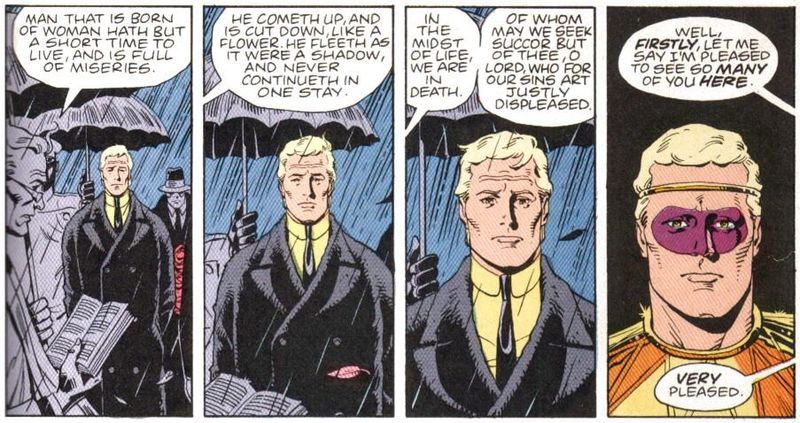 MAN THAT IS BORN
OF WOMAN HATH BUT
A SHORT TIME TO
LIVE, AND IS FULL
OF MISERIES.
HE COMETH UP, AND
IS CUT DOWN, LIKE A
FLOWER. HE FLEETH AS
IT WERE A SHADOW,
AND NEVER
CONTINUETH IN
ONE STAY.
IN
THE
MIDST
OF LIFE,
WE ARE
IN
DEATH.
OF WHOM
MAY WE SEEK
SUCCOR BUT
OF THEE, O
LORD, WHO FOR
OUR SINS ART
JUSTLY
DISPLEASED.
WELL,
FIRSTLY, LET ME
SAY I'M PLEASED
TO SEE SO MANY
OF YOU HERE.
VERY
PLEASED.